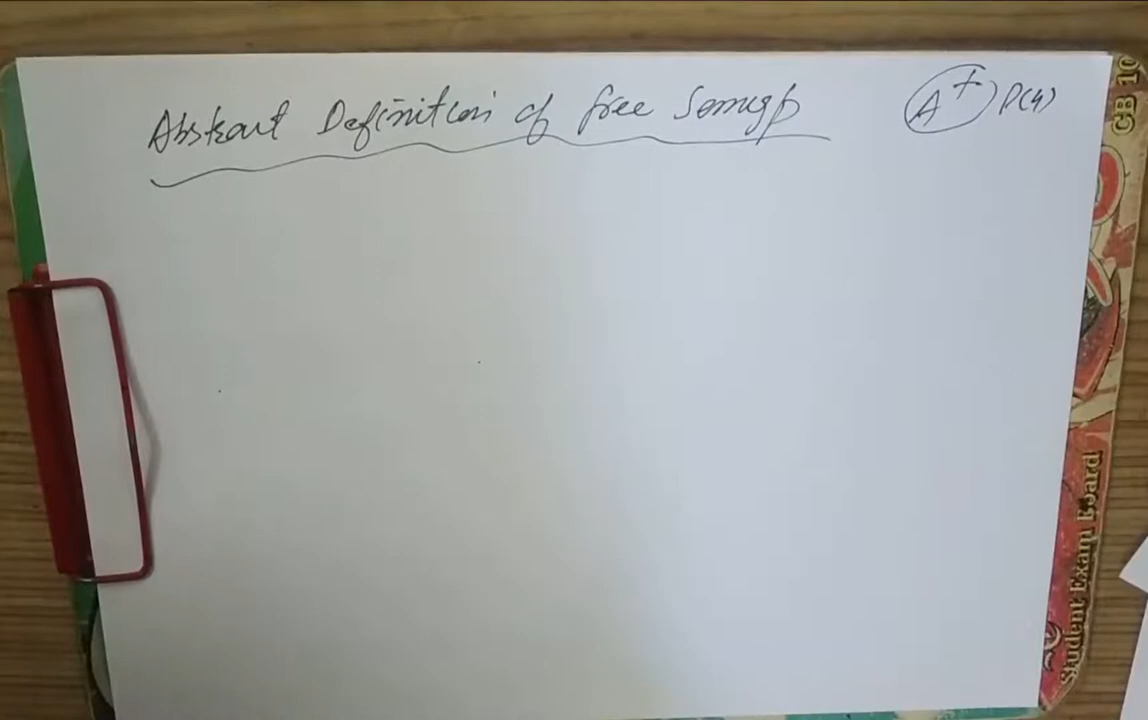 Abstract Definition of free Semigp A+ P(4)
CB 10
Student Exam Board